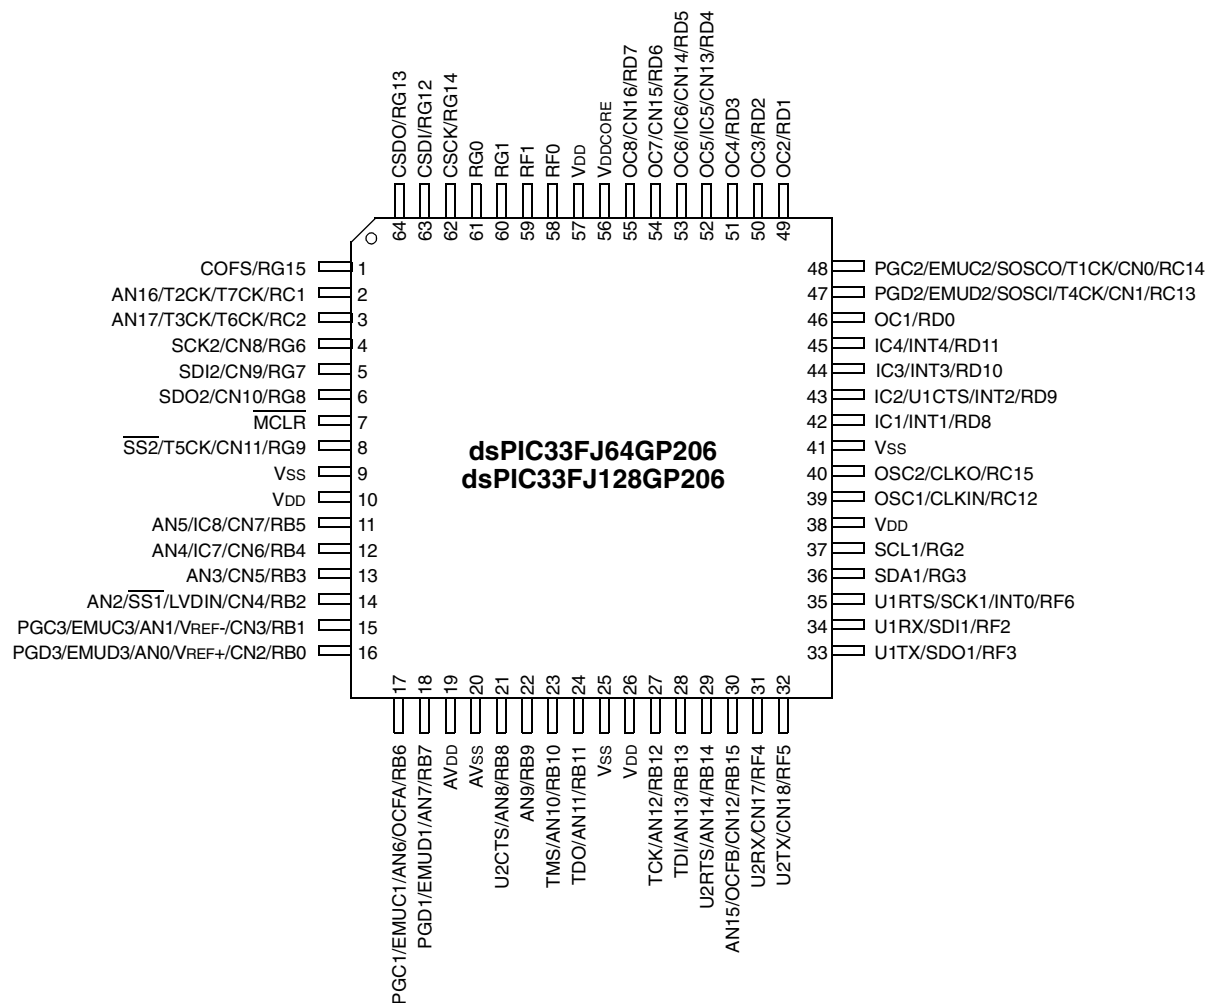 CSDO/RG13
CSDI/RG12
CSCK/RG14
RG0
RG1
RF1
RF0
VDD
VDDCORE
OC8/CN16/RD7
OC7/CN15/RD6
OC6/IC6/CN14/RD5
OC5/IC5/CN13/RD4
OC4/RD3
OC3/RD2
OC2/RD1
64
63
62
61
60
59
58
57
56
55
54
53
52
51
50
49
COFS/RG15 1
AN16/T2CK/T7CK/RC1 2
AN17/T3CK/T6CK/RC2 3
SCK2/CN8/RG6 4
SDI2/CN9/RG7 5
SDO2/CN10/RG8 6
MCLR 7
SS2/T5CK/CN11/RG9 8
VSS 9
VDD 10
AN5/IC8/CN7/RB5 11
AN4/IC7/CN6/RB4 12
AN3/CN5/RB3 13
AN2/SS1/LVDIN/CN4/RB2 14
PGC3/EMUC3/AN1/VREF-/CN3/RB1 15
PGD3/EMUD3/AN0/VREF+/CN2/RB0 16
dsPIC33FJ64GP206
dsPIC33FJ128GP206
48 PGC2/EMUC2/SOSCO/T1CK/CN0/RC14
47 PGD2/EMUD2/SOSCI/T4CK/CN1/RC13
46 OC1/RD0
45 IC4/INT4/RD11
44 IC3/INT3/RD10
43 IC2/U1CTS/INT2/RD9
42 IC1/INT1/RD8
41 VSS
40 OSC2/CLKO/RC15
39 OSC1/CLKIN/RC12
38 VDD
37 SCL1/RG2
36 SDA1/RG3
35 U1RTS/SCK1/INT0/RF6
34 U1RX/SDI1/RF2
33 U1TX/SDO1/RF3
17
18
19
20
21
22
23
24
25
26
27
28
29
30
31
32
PGC1/EMUC1/AN6/OCFA/RB6
PGD1/EMUD1/AN7/RB7
AVDD
AVSS
U2CTS/AN8/RB8
AN9/RB9
TMS/AN10/RB10
TDO/AN11/RB11
VSS
VDD
TCK/AN12/RB12
TDI/AN13/RB13
U2RTS/AN14/RB14
AN15/OCFB/CN12/RB15
U2RX/CN17/RF4
U2TX/CN18/RF5